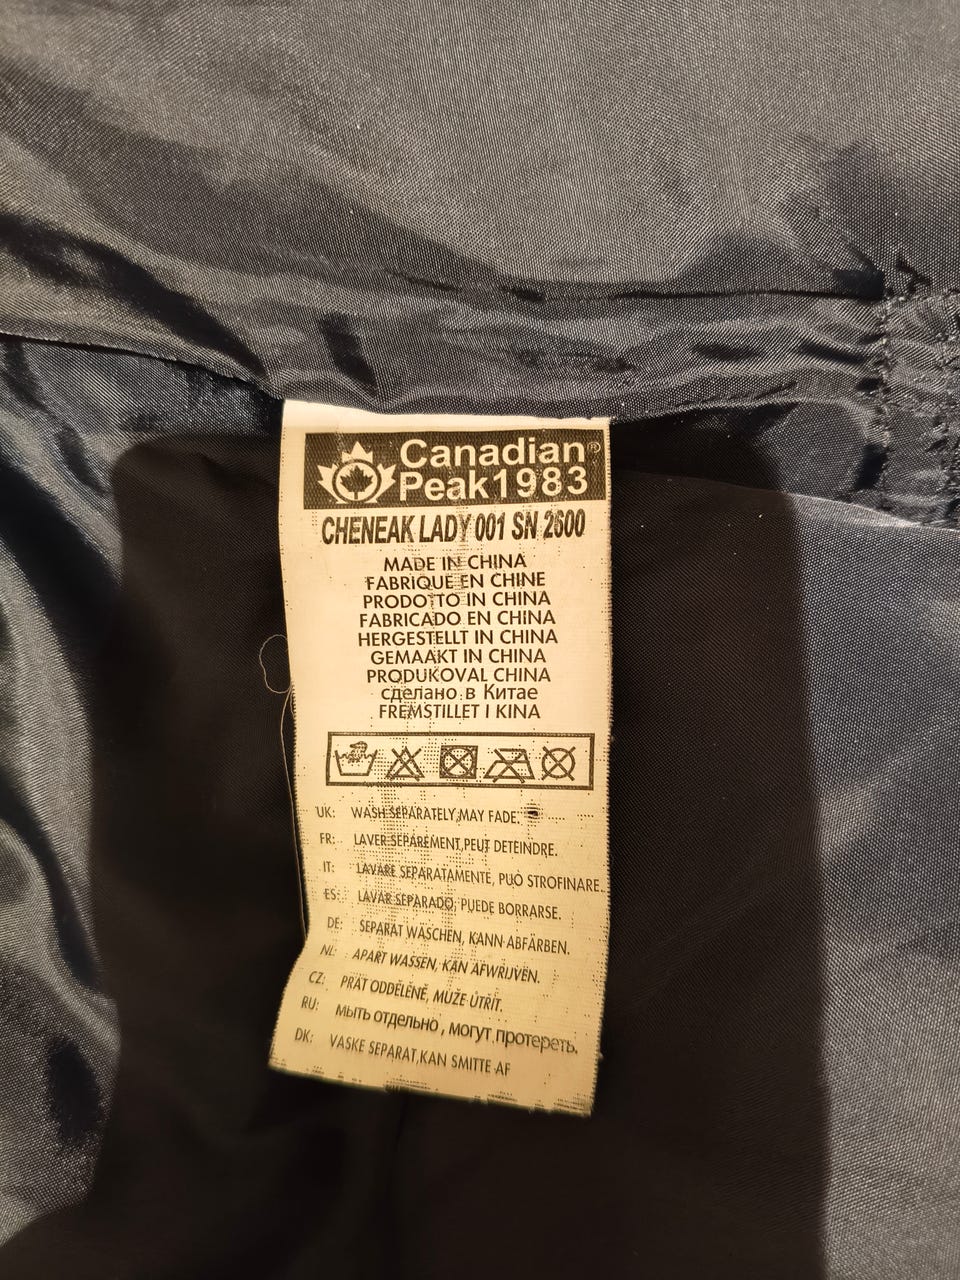 Canadian®
Peak1983
CHENEAK LADY 001 SN 2600
MADE IN CHINA
FABRIQUE EN CHINE
PRODOTTO IN CHINA
FABRICADO EN CHINA
HERGESTELLT IN CHINA
GEMAAKT IN CHINA
PRODUKOVAL CHINA
сделано в Китае
FREMSTILLET I KINA
UK: WASH SEPARATELY,MAY FADE.
FR: LAVER SÉPAREMENT,PEUT DETEINDRE.
IT: LAVARE SEPARATAMENTE, PUÒ STROFINARE.
ES: LAVAR SEPARADO, PUEDE BORRARSE.
DE: SEPARAT WASCHEN, KANN ABFÄRBEN.
NL: APART WASSEN, KAN AFWRIJVEN.
CZ: PRÁT ODDĚLENĚ, MŮŽE ÚTŘÍT.
RU: мыть отдельно , могут протереть.
DK: VASKE SEPARAT,KAN SMITTE AF